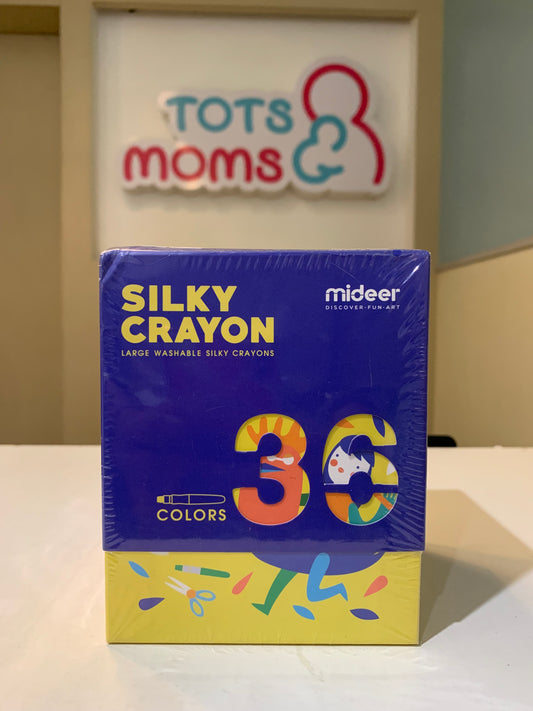 TOTS &
MOMS
SILKY
CRAYON
LARGE WASHABLE SILKY CRAYONS
mideer
DISCOVER·FUN·ART
36
COLORS